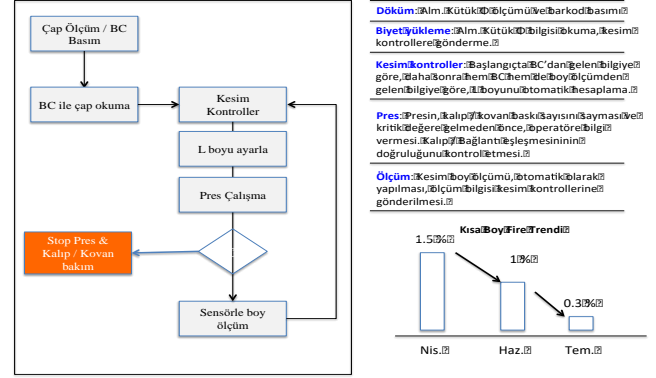 Çap Ölçüm / BC
Basım
BC ile çap okuma
Kesim
Kontroller
L boyu ayarla
Pres Çalışma
Stop Pres &
Kalıp / Kovan
bakım
Sensörle boy
ölçüm
Döküm: Alm. Kütük Φ ölçümü ve barkod basımı
Biyet yükleme: Alm. Kütük Φ bilgisi okuma, kesim
kontrollere gönderme.
Kesim kontroller: Başlangıçta BC'dan gelen bilgiye
göre, daha sonra hem BC hem de boy ölçümden
gelen bilgiye göre, L boyunu otomatik hesaplama.
Pres: Presin, kalıp / kovan baskı sayısını sayması ve
kritik değere gelmeden önce, operatöre bilgi
vermesi. Kalıp / Bağlantı eşleşmesininin
doğruluğunu kontrol etmesi.
Ölçüm: Kesim boy ölçümü, otomatik olarak
yapılması, ölçüm bilgisi kesim kontrollerine
gönderilmesi.
Kısa Boy Fire Trendi
1.5 %
1 %
0.3 %
Nis.
Haz.
Tem.